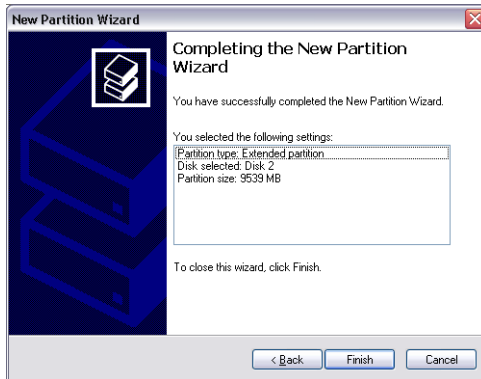 New Partition Wizard
Completing the New Partition
Wizard
You have successfully completed the New Partition Wizard.
You selected the following settings:
Partition type: Extended partition
Disk selected: Disk 2
Partition size: 9539 MB
To close this wizard, click Finish.
< Back Finish Cancel